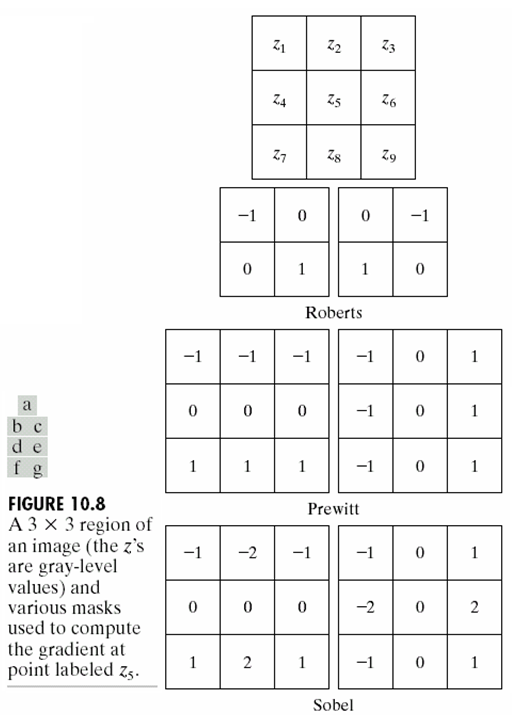 z1 z2 z3
z4 z5 z6
z7 z8 z9
−1 0 0 −1
0 1 1 0
Roberts
−1 −1 −1 −1 0 1
0 0 0 −1 0 1
1 1 1 −1 0 1
Prewitt
−1 −2 −1 −1 0 1
0 0 0 −2 0 2
1 2 1 −1 0 1
Sobel
a
b c
d e
f g
FIGURE 10.8
A 3 × 3 region of
an image (the z's
are gray-level
values) and
various masks
used to compute
the gradient at
point labeled z5.